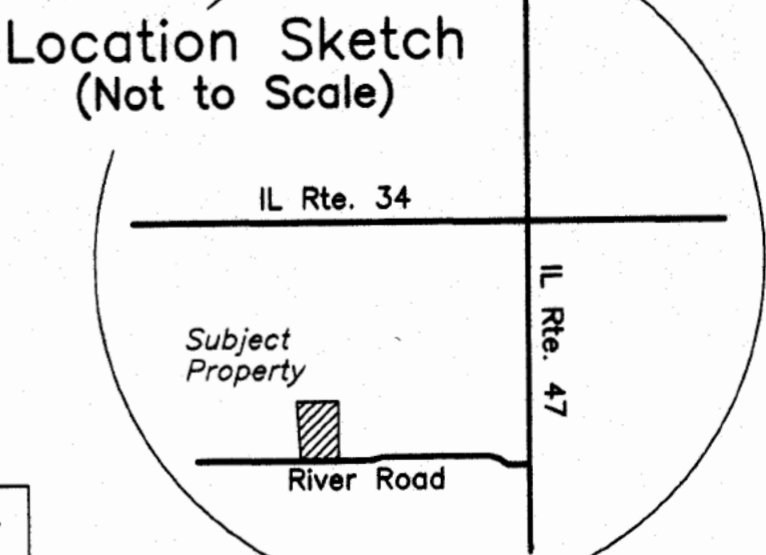 Location Sketch
(Not to Scale)
IL Rte. 34
IL Rte. 47
Subject
Property
River Road